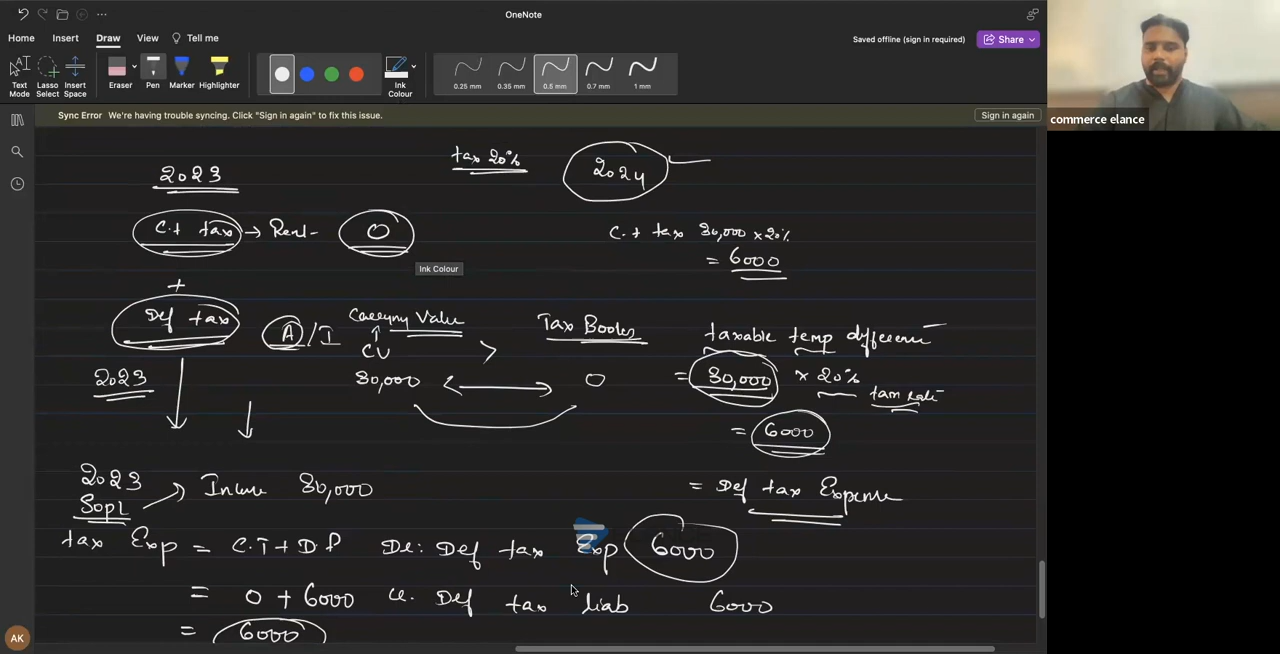 OneNote
Home Insert Draw View Tell me
Saved offline (sign in required) Share
Text Mode Lasso Select Insert Space Eraser Pen Marker Highlighter Ink Colour 0.25 mm 0.35 mm 0.5 mm 0.7 mm 1 mm
Sync Error We're having trouble syncing. Click "Sign in again" to fix this issue. Sign in again
commerce elance
2023 tax 20% 2024
C.t tax → Rent - 0 C.t tax 30,000 x 20%
= 6000
Ink Colour
+
Def tax A/I Carrying Value Tax Books taxable temp difference
CV >
2023 30,000 0 = 30,000 x 20% tax rate
= 6000
2023
Sopl Income 30,000 = Def tax Expense
tax Exp = C.T + D.P De: Def tax Exp 6000
= 0 + 6000 Cr. Def tax liab 6000
= 6000
AK